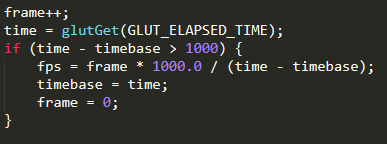 frame++;
time = glutGet(GLUT_ELAPSED_TIME);
if (time - timebase > 1000) {
    fps = frame * 1000.0 / (time - timebase);
    timebase = time;
    frame = 0;
}